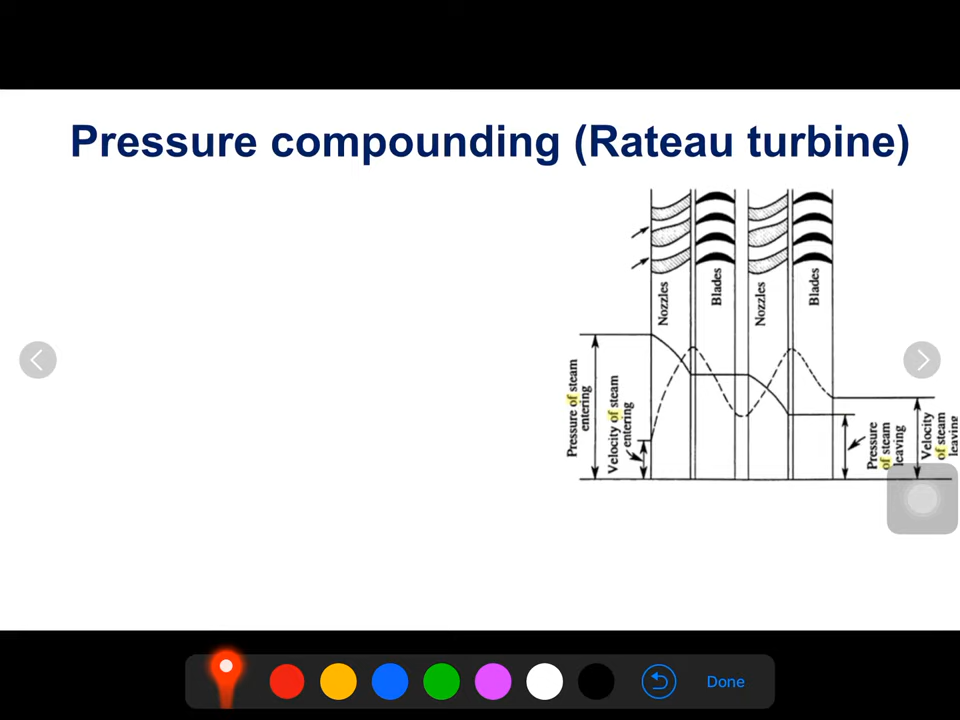 Pressure compounding (Rateau turbine)
Nozzles
Blades
Nozzles
Blades
Pressure of steam
entering
Velocity of steam
entering
Pressure
of steam
leaving
Velocity
of steam
leaving
Done